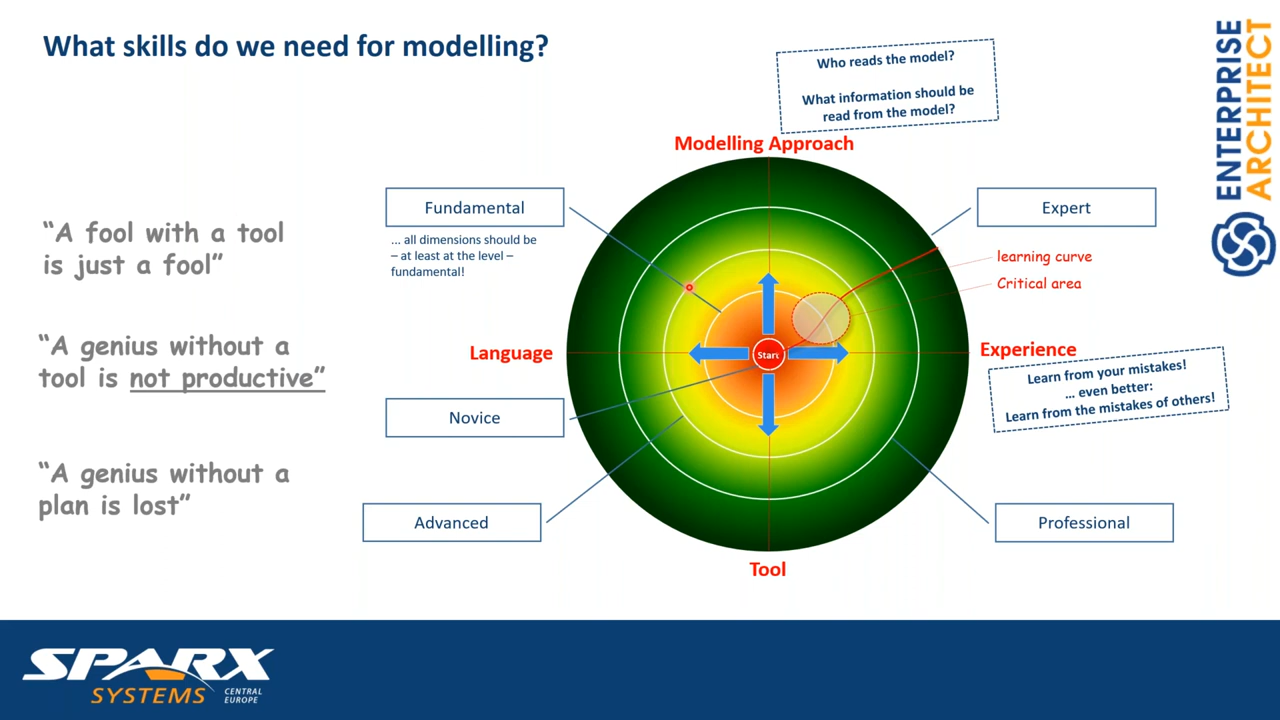 What skills do we need for modelling?
Who reads the model?
What information should be
read from the model?
ENTERPRISE
ARCHITECT
Modelling Approach
Fundamental
... all dimensions should be
– at least at the level –
fundamental!
Expert
“A fool with a tool
is just a fool”
learning curve
Critical area
“A genius without a
tool is not productive”
Language
Start
Experience
Learn from your mistakes!
... even better:
Learn from the mistakes of others!
Novice
“A genius without a
plan is lost”
Advanced
Professional
Tool
SPARX
SYSTEMS
CENTRAL
EUROPE